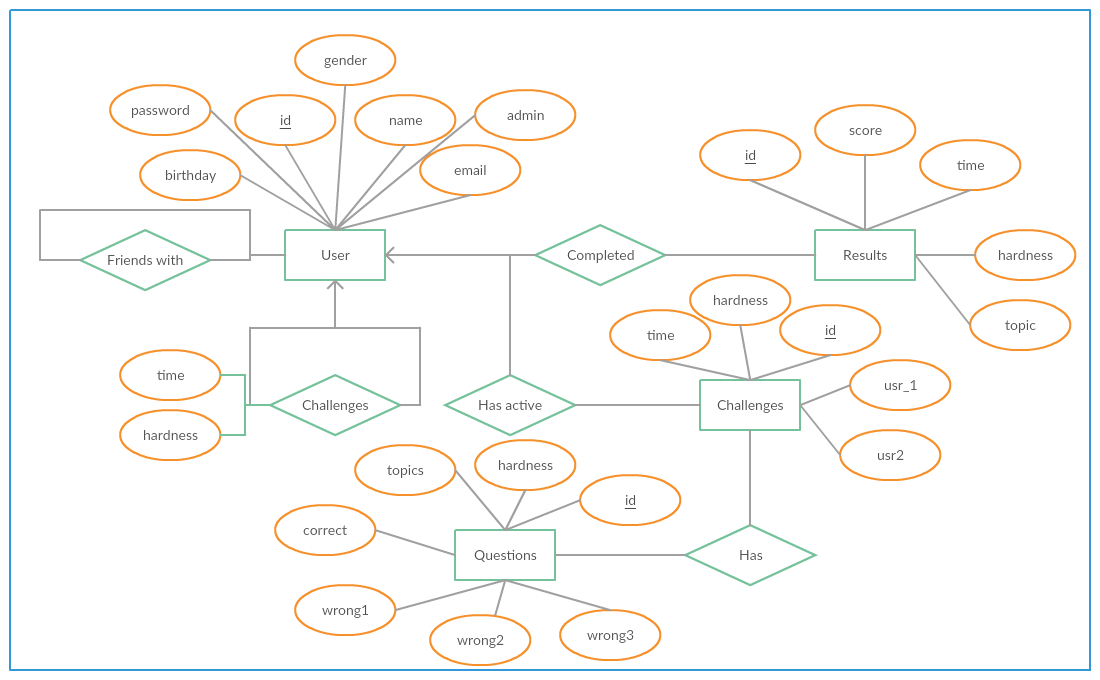 gender
password
id
name
admin
birthday
email
id
score
time
Friends with
User
Completed
Results
hardness
time
hardness
id
topic
time
Challenges
Has active
Challenges
usr_1
hardness
usr2
topics
hardness
id
correct
Questions
Has
wrong1
wrong2
wrong3